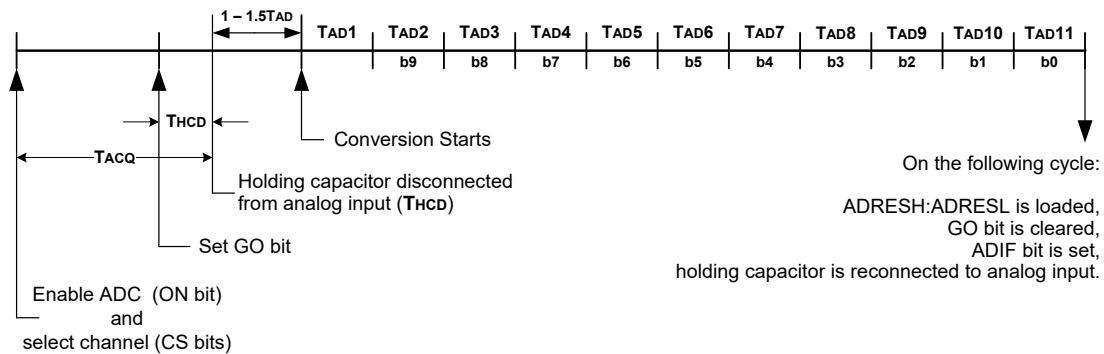 1 – 1.5TAD
TAD1 TAD2 TAD3 TAD4 TAD5 TAD6 TAD7 TAD8 TAD9 TAD10 TAD11
b9 b8 b7 b6 b5 b4 b3 b2 b1 b0
THCD
TACQ
Conversion Starts
Holding capacitor disconnected
from analog input (THCD)
Set GO bit
Enable ADC (ON bit)
and
select channel (CS bits)
On the following cycle:
ADRESH:ADRESL is loaded,
GO bit is cleared,
ADIF bit is set,
holding capacitor is reconnected to analog input.